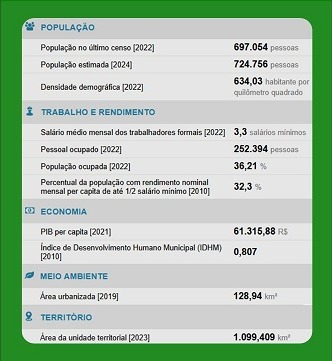 POPULAÇÃO
População no último censo [2022] 697.054 pessoas
População estimada [2024] 724.756 pessoas
Densidade demográfica [2022] 634,03 habitante por
quilômetro quadrado
TRABALHO E RENDIMENTO
Salário médio mensal dos trabalhadores formais [2022] 3,3 salários mínimos
Pessoal ocupado [2022] 252.394 pessoas
População ocupada [2022] 36,21 %
Percentual da população com rendimento nominal
mensal per capita de até 1/2 salário mínimo [2010] 32,3 %
ECONOMIA
PIB per capita [2021] 61.315,88 R$
Índice de Desenvolvimento Humano Municipal (IDHM)
[2010] 0,807
MEIO AMBIENTE
Área urbanizada [2019] 128,94 km²
TERRITÓRIO
Área da unidade territorial [2023] 1.099,409 km²